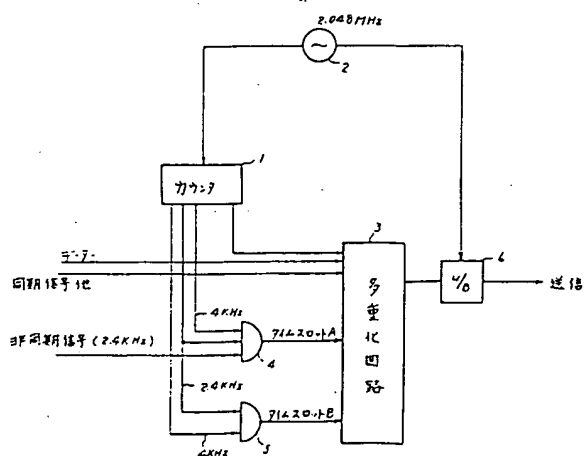 2.048MHz
2
1
カウンタ
3
データー
同期信号他
6
U/B
送信
多重化回路
4KHz
非同期信号(2.4KHz)
タイムスロットA
4
2.4KHz
タイムスロットB
5
4KHz